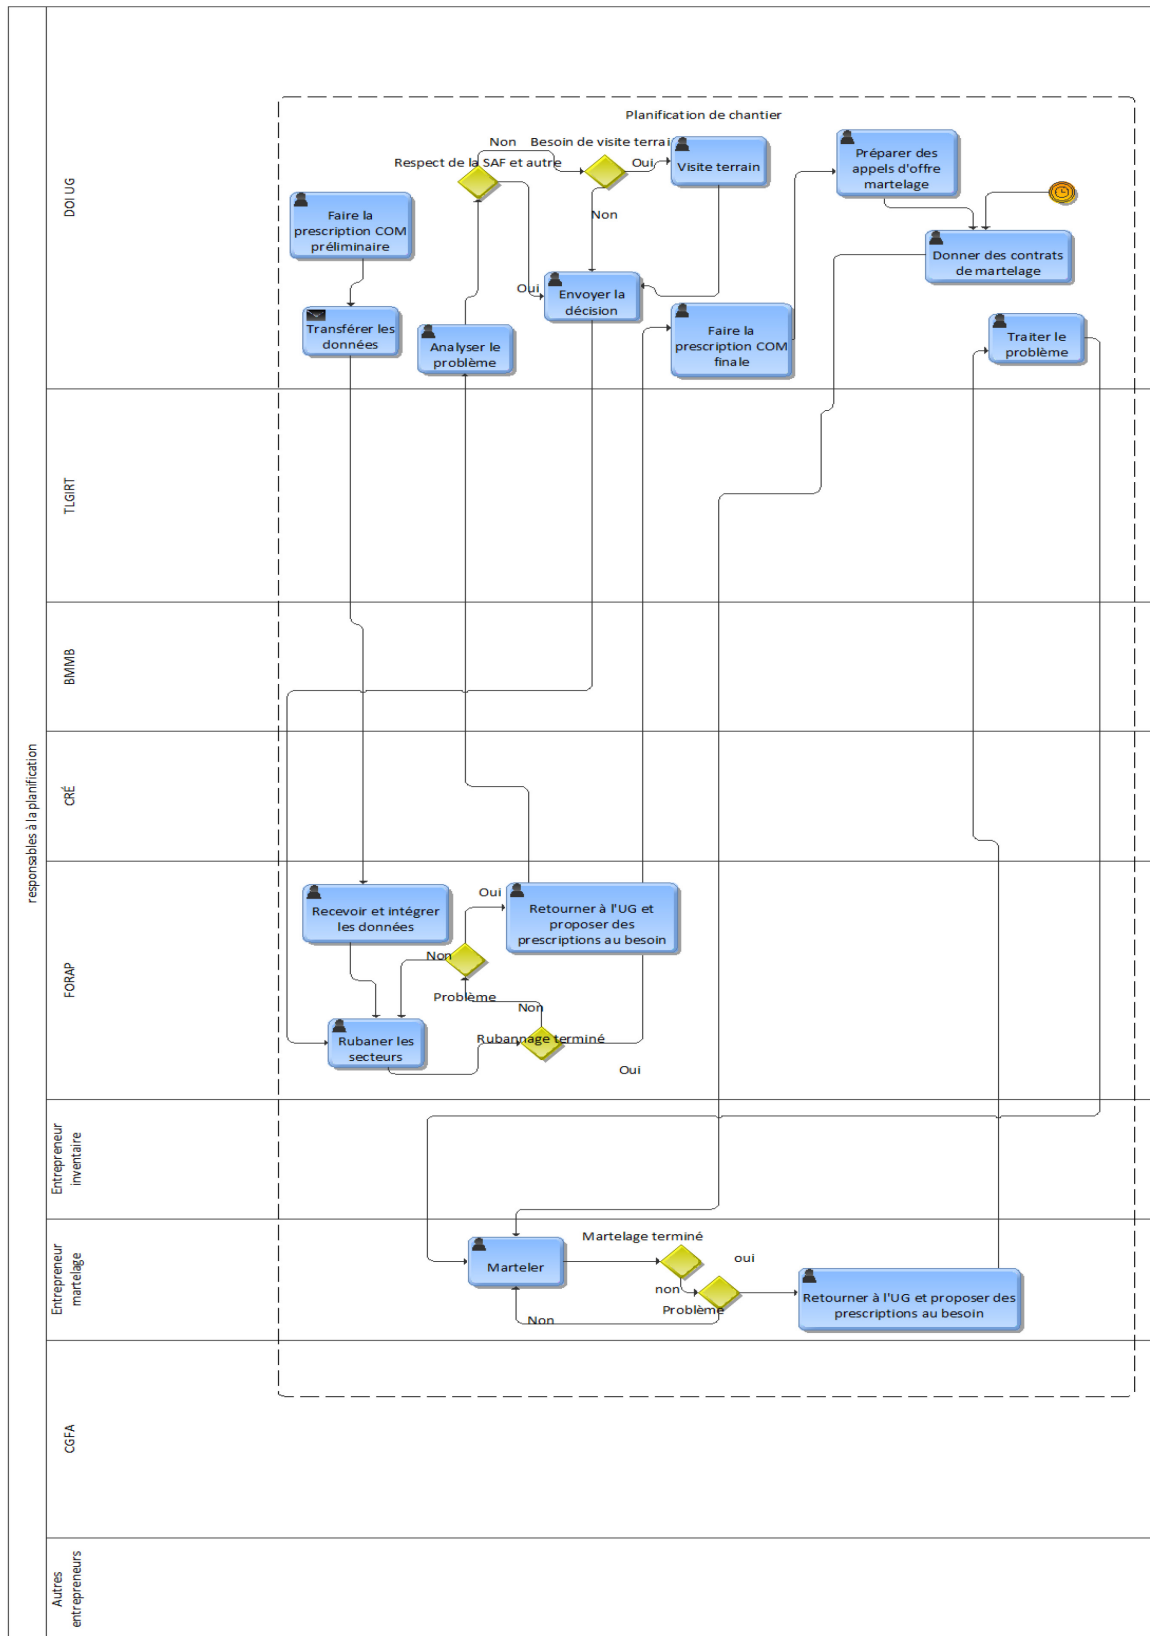 responsables à la planification
DOI UG
Planification de chantier
Non
Besoin de visite terrai
Respect de la SAF et autre
Oui
Visite terrain
Préparer des
appels d'offre
martelage
Faire la
prescription COM
préliminaire
Non
Donner des contrats
de martelage
Oui
Envoyer la
décision
Transférer les
données
Analyser le
problème
Faire la
prescription COM
finale
Traiter le
problème
TLGIRT
BMMB
CRÉ
FORAP
Recevoir et intégrer
les données
Oui
Retourner à l'UG et
proposer des
prescriptions au besoin
Non
Problème
Non
Rubaner les
secteurs
Rubannage terminé
Oui
Entrepreneur
inventaire
Entrepreneur
martelage
Marteler
Martelage terminé
oui
non
Problème
Non
Retourner à l'UG et proposer des
prescriptions au besoin
CGFA
Autres
entrepreneurs